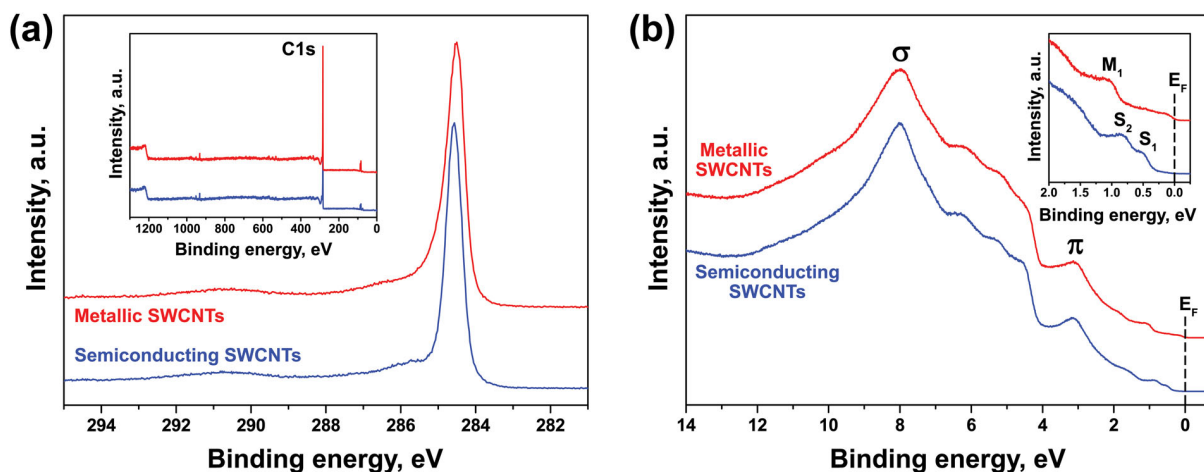 (a)
Intensity, a.u.
Intensity, a.u.
C1s
1200 1000 800 600 400 200 0
Binding energy, eV
Metallic SWCNTs
Semiconducting SWCNTs
294 292 290 288 286 284 282
Binding energy, eV
(b)
Intensity, a.u.
σ
Metallic
SWCNTs
Semiconducting
SWCNTs
π
E_F
14 12 10 8 6 4 2 0
Binding energy, eV
Intensity, a.u.
M₁
S₂
S₁
E_F
2.0 1.5 1.0 0.5 0.0
Binding energy, eV